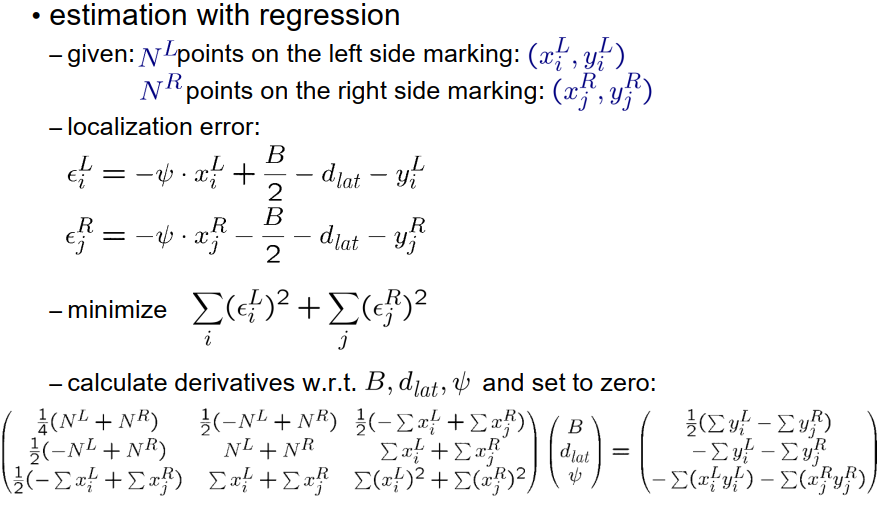 • estimation with regression
– given: $N^L$ points on the left side marking: $(x_i^L, y_i^L)$
$N^R$ points on the right side marking: $(x_j^R, y_j^R)$
– localization error:
$\epsilon_i^L = -\psi \cdot x_i^L + \frac{B}{2} - d_{lat} - y_i^L$
$\epsilon_j^R = -\psi \cdot x_j^R - \frac{B}{2} - d_{lat} - y_j^R$
– minimize $\sum_i (\epsilon_i^L)^2 + \sum_j (\epsilon_j^R)^2$
– calculate derivatives w.r.t. $B, d_{lat}, \psi$ and set to zero:
$\begin{pmatrix} \frac{1}{4}(N^L + N^R) & \frac{1}{2}(-N^L + N^R) & \frac{1}{2}(-\sum x_i^L + \sum x_j^R) \\ \frac{1}{2}(-N^L + N^R) & N^L + N^R & \sum x_i^L + \sum x_j^R \\ \frac{1}{2}(-\sum x_i^L + \sum x_j^R) & \sum x_i^L + \sum x_j^R & \sum (x_i^L)^2 + \sum (x_j^R)^2 \end{pmatrix} \begin{pmatrix} B \\ d_{lat} \\ \psi \end{pmatrix} = \begin{pmatrix} \frac{1}{2}(\sum y_i^L - \sum y_j^R) \\ -\sum y_i^L - \sum y_j^R \\ -\sum (x_i^L y_i^L) - \sum (x_j^R y_j^R) \end{pmatrix}$